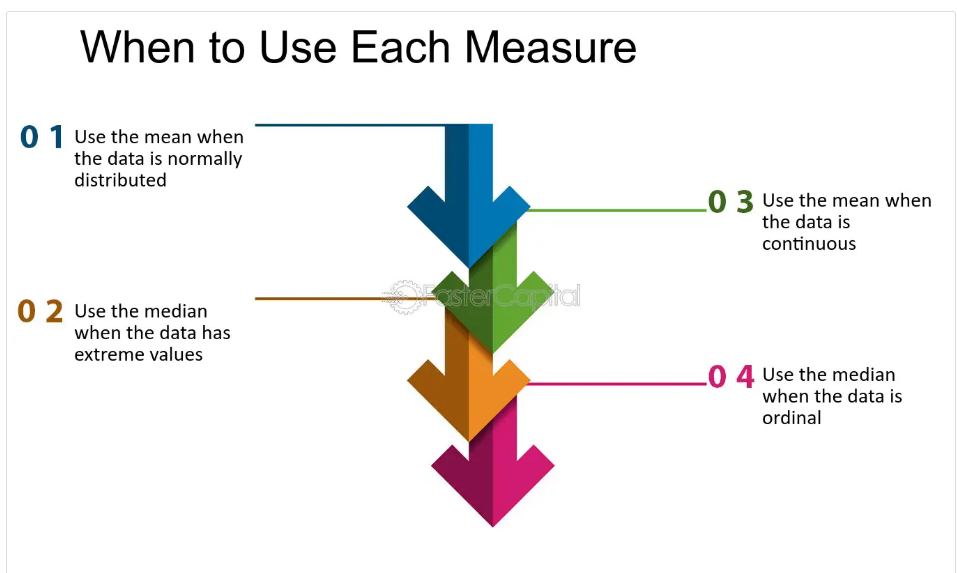 When to Use Each Measure
0 1
Use the mean when
the data is normally
distributed
0 2
Use the median
when the data has
extreme values
0 3
Use the mean when
the data is
continuous
0 4
Use the median
when the data is
ordinal
FasterCapital